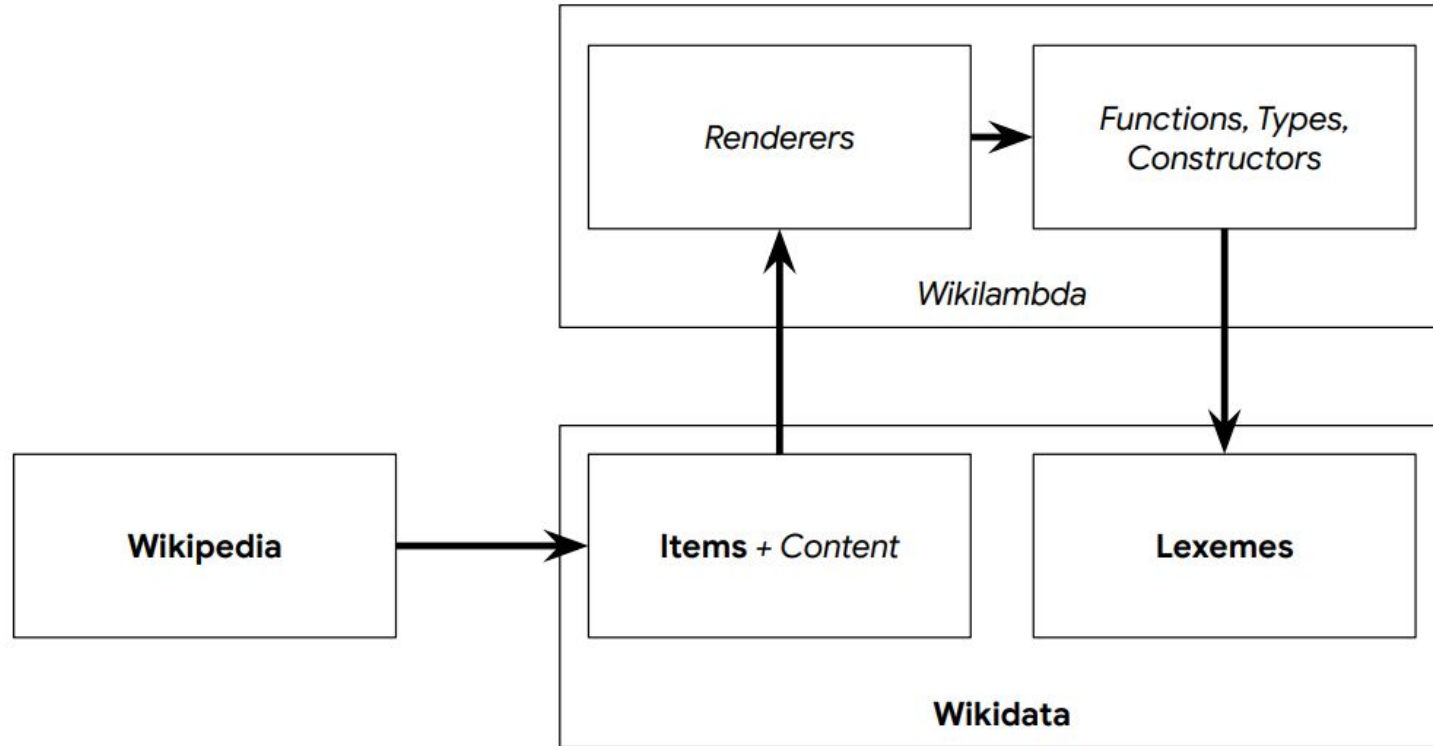 Renderers
Functions, Types,
Constructors
Wikilambda
Wikipedia
Items + Content
Lexemes
Wikidata